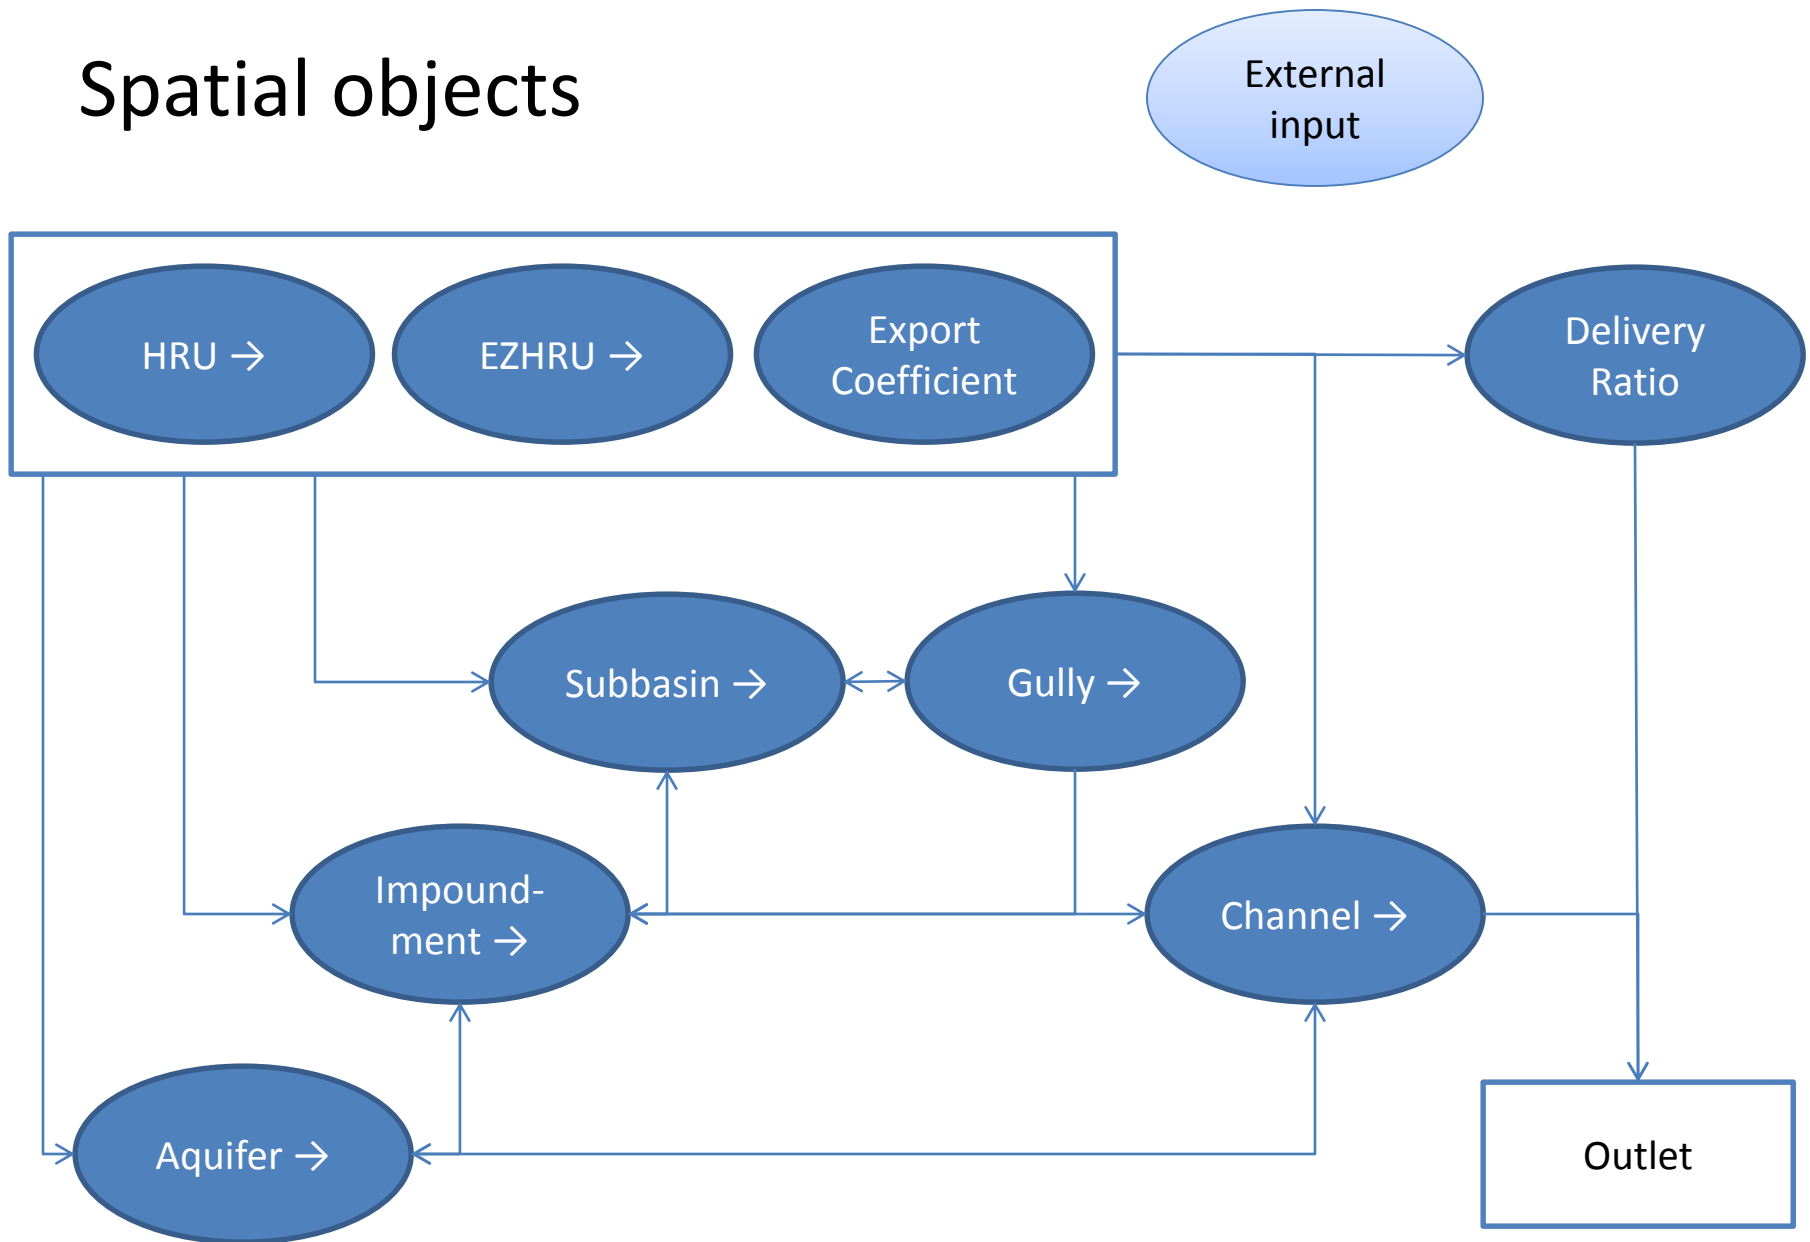 Spatial objects
External
input
HRU →
EZHRU →
Export
Coefficient
Delivery
Ratio
Subbasin →
Gully →
Impound-
ment →
Channel →
Aquifer →
Outlet